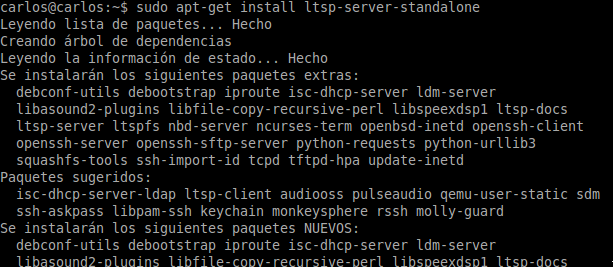 carlos@carlos:~$ sudo apt-get install ltsp-server-standalone
Leyendo lista de paquetes... Hecho
Creando árbol de dependencias
Leyendo la información de estado... Hecho
Se instalarán los siguientes paquetes extras:
debconf-utils debootstrap iproute isc-dhcp-server ldm-server
libasound2-plugins libfile-copy-recursive-perl libspeexdsp1 ltsp-docs
ltsp-server ltspfs nbd-server ncurses-term openbsd-inetd openssh-client
openssh-server openssh-sftp-server python-requests python-urllib3
squashfs-tools ssh-import-id tcpd tftpd-hpa update-inetd
Paquetes sugeridos:
isc-dhcp-server-ldap ltsp-client audiooss pulseaudio qemu-user-static sdm
ssh-askpass libpam-ssh keychain monkeysphere rssh molly-guard
Se instalarán los siguientes paquetes NUEVOS:
debconf-utils debootstrap iproute isc-dhcp-server ldm-server
libasound2-plugins libfile-copy-recursive-perl libspeexdsp1 ltsp-docs